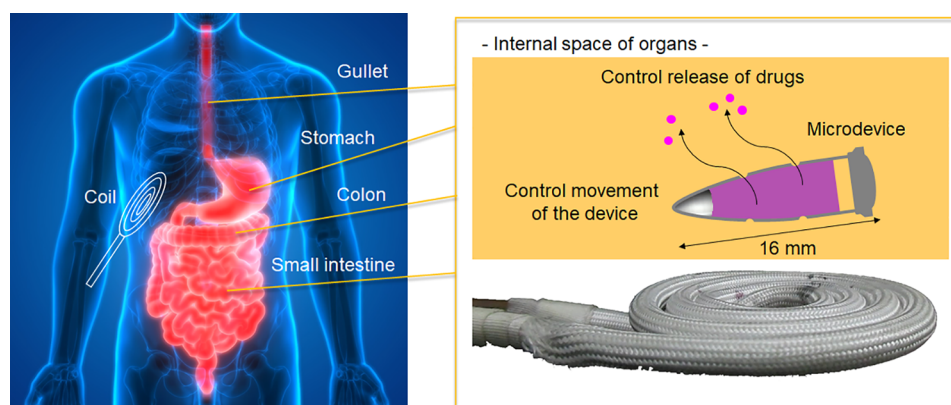 Gullet
Stomach
Coil
Colon
Small intestine
- Internal space of organs -
Control release of drugs
Microdevice
Control movement
of the device
16 mm